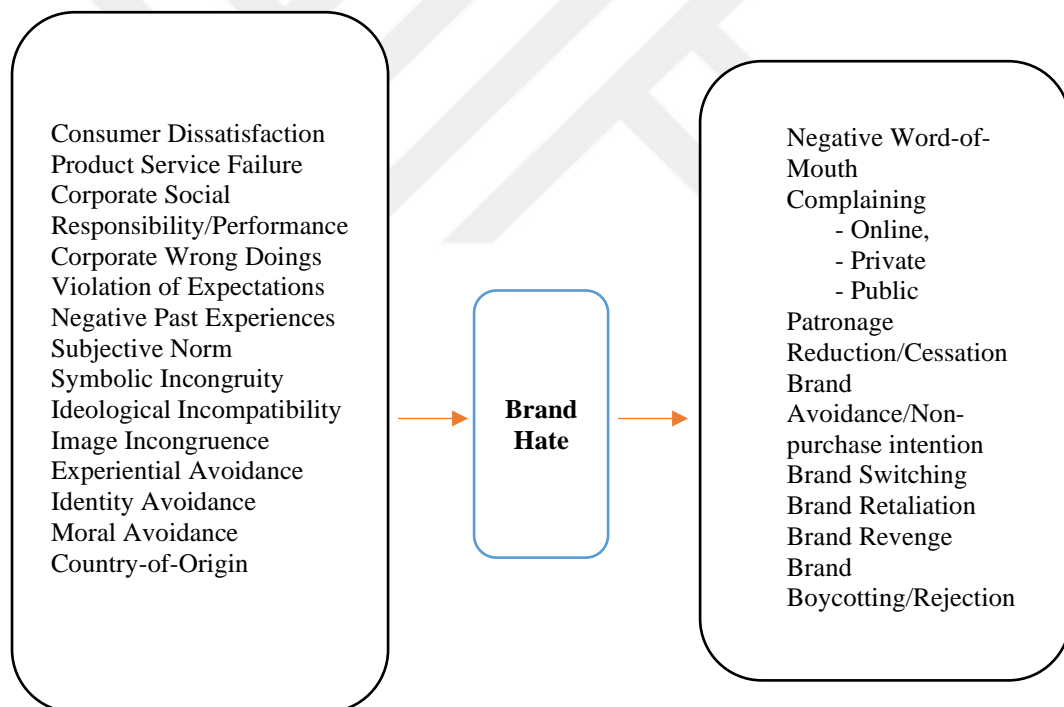 Consumer Dissatisfaction
Product Service Failure
Corporate Social
Responsibility/Performance
Corporate Wrong Doings
Violation of Expectations
Negative Past Experiences
Subjective Norm
Symbolic Incongruity
Ideological Incompatibility
Image Incongruence
Experiential Avoidance
Identity Avoidance
Moral Avoidance
Country-of-Origin
Brand
Hate
Negative Word-of-
Mouth
Complaining
- Online,
- Private
- Public
Patronage
Reduction/Cessation
Brand
Avoidance/Non-
purchase intention
Brand Switching
Brand Retaliation
Brand Revenge
Brand
Boycotting/Rejection